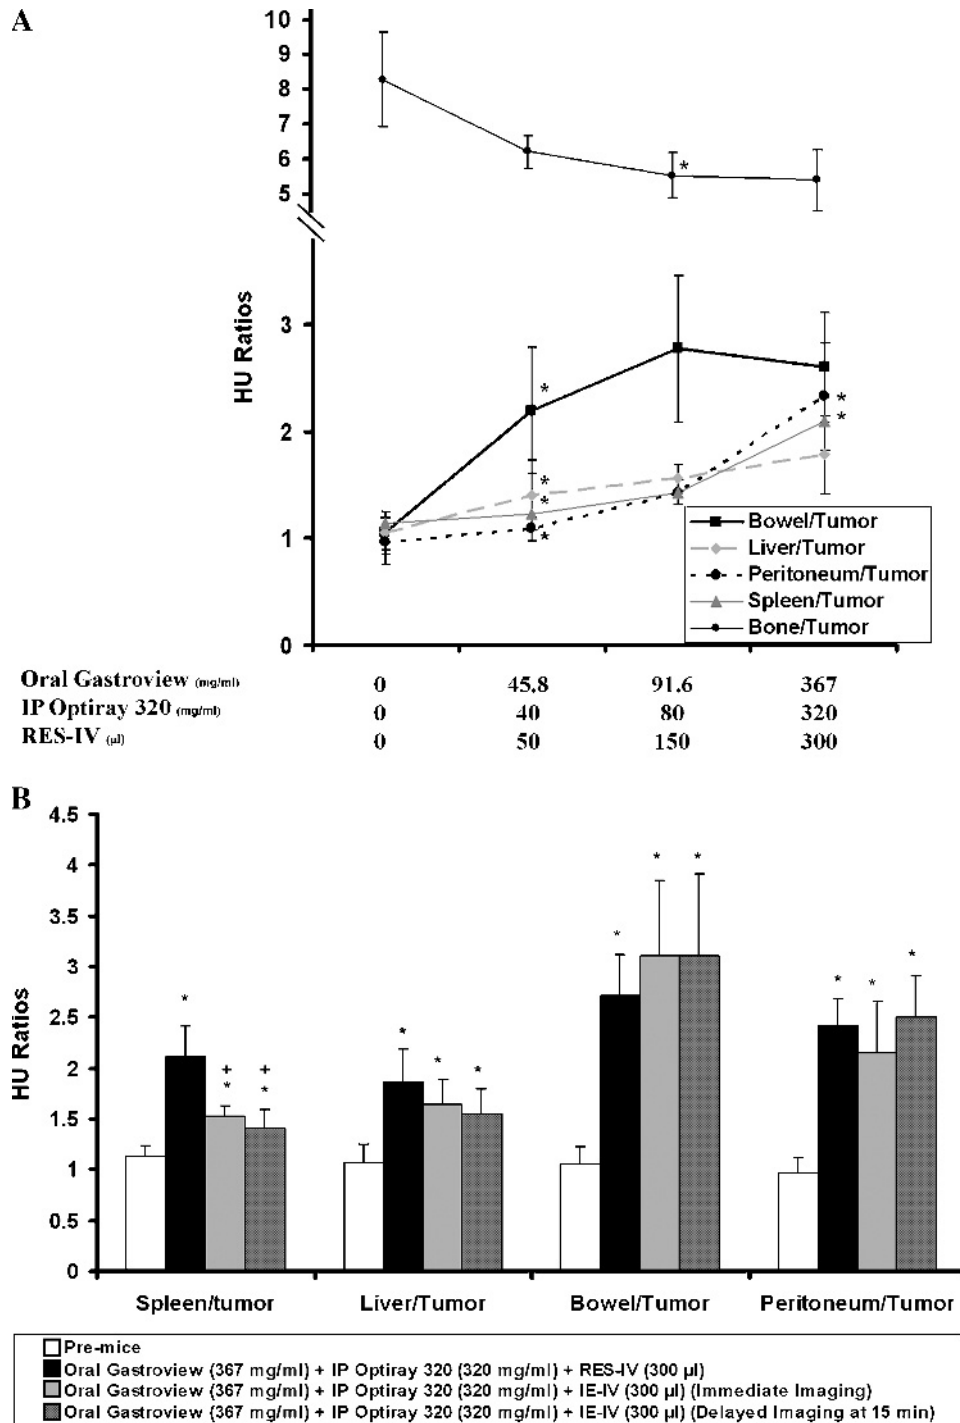 A
10
9
8
7
6
5
*
3
2
1
0
HU Ratios
*
*
*
*
*
*
Bowel/Tumor
Liver/Tumor
Peritoneum/Tumor
Spleen/Tumor
Bone/Tumor
Oral Gastroview (mg/ml) 0 45.8 91.6 367
IP Optiray 320 (mg/ml) 0 40 80 320
RES-IV (µl) 0 50 150 300
B
4.5
4
3.5
3
2.5
2
1.5
1
0.5
0
HU Ratios
*
+ +
* *
* * *
* * *
* * *
Spleen/tumor Liver/Tumor Bowel/Tumor Peritoneum/Tumor
Pre-mice
Oral Gastroview (367 mg/ml) + IP Optiray 320 (320 mg/ml) + RES-IV (300 µl)
Oral Gastroview (367 mg/ml) + IP Optiray 320 (320 mg/ml) + IE-IV (300 µl) (Immediate Imaging)
Oral Gastroview (367 mg/ml) + IP Optiray 320 (320 mg/ml) + IE-IV (300 µl) (Delayed Imaging at 15 min)